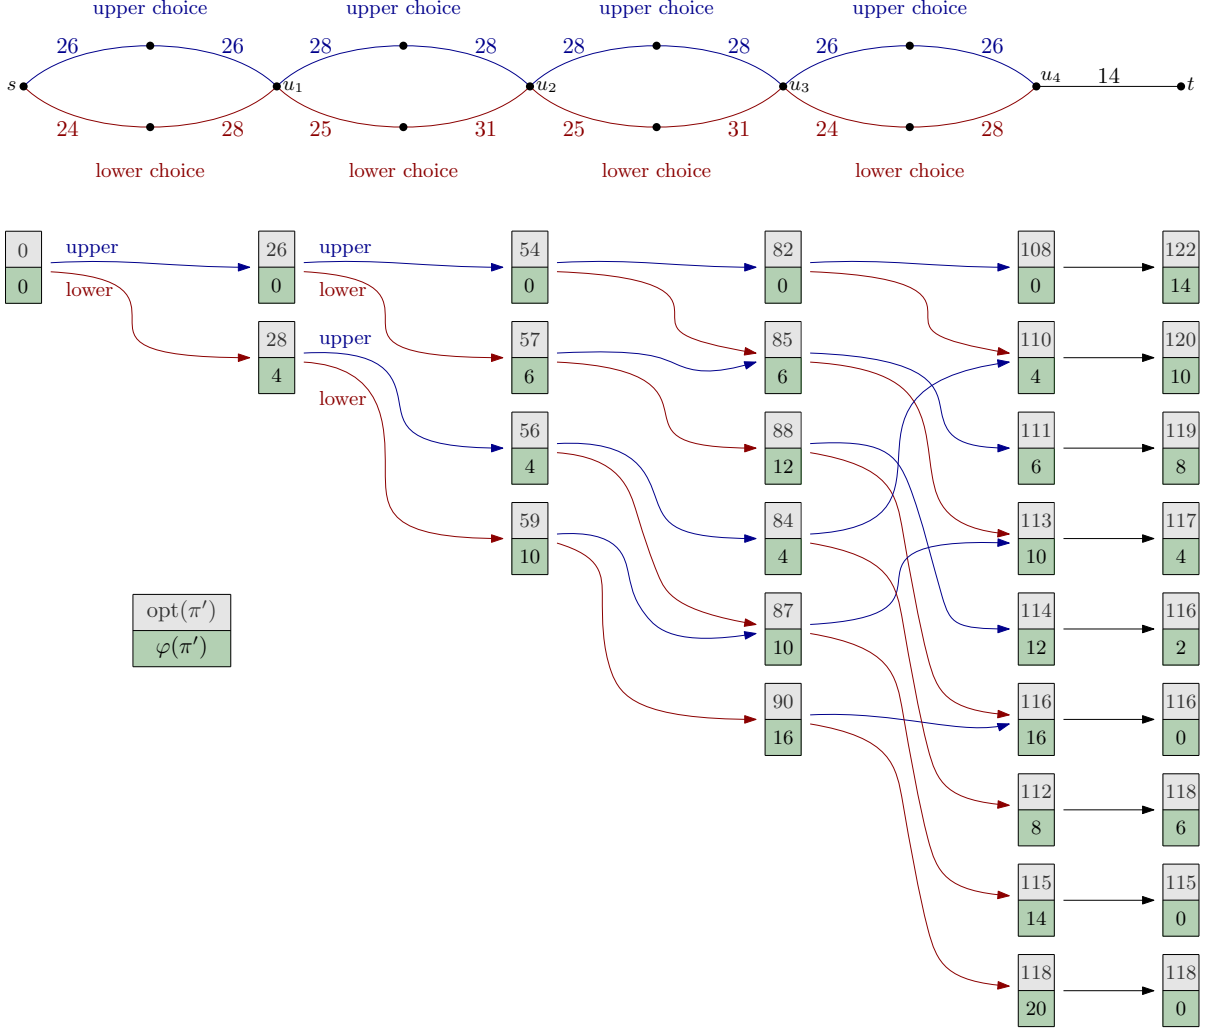 upper choice upper choice upper choice upper choice
26 26 28 28 28 28 26 26
s u₁ u₂ u₃ u₄ 14 t
24 28 25 31 25 31 24 28
lower choice lower choice lower choice lower choice
0 upper 26 upper 54 82 108 122
0 lower 0 lower 0 0 0 14
28 upper 57 85 110 120
4 lower 6 6 4 10
56 88 111 119
4 12 6 8
59 84 113 117
10 4 10 4
opt(π′) 87 114 116
φ(π′) 10 12 2
90 116 116
16 16 0
112 118
8 6
115 115
14 0
118 118
20 0